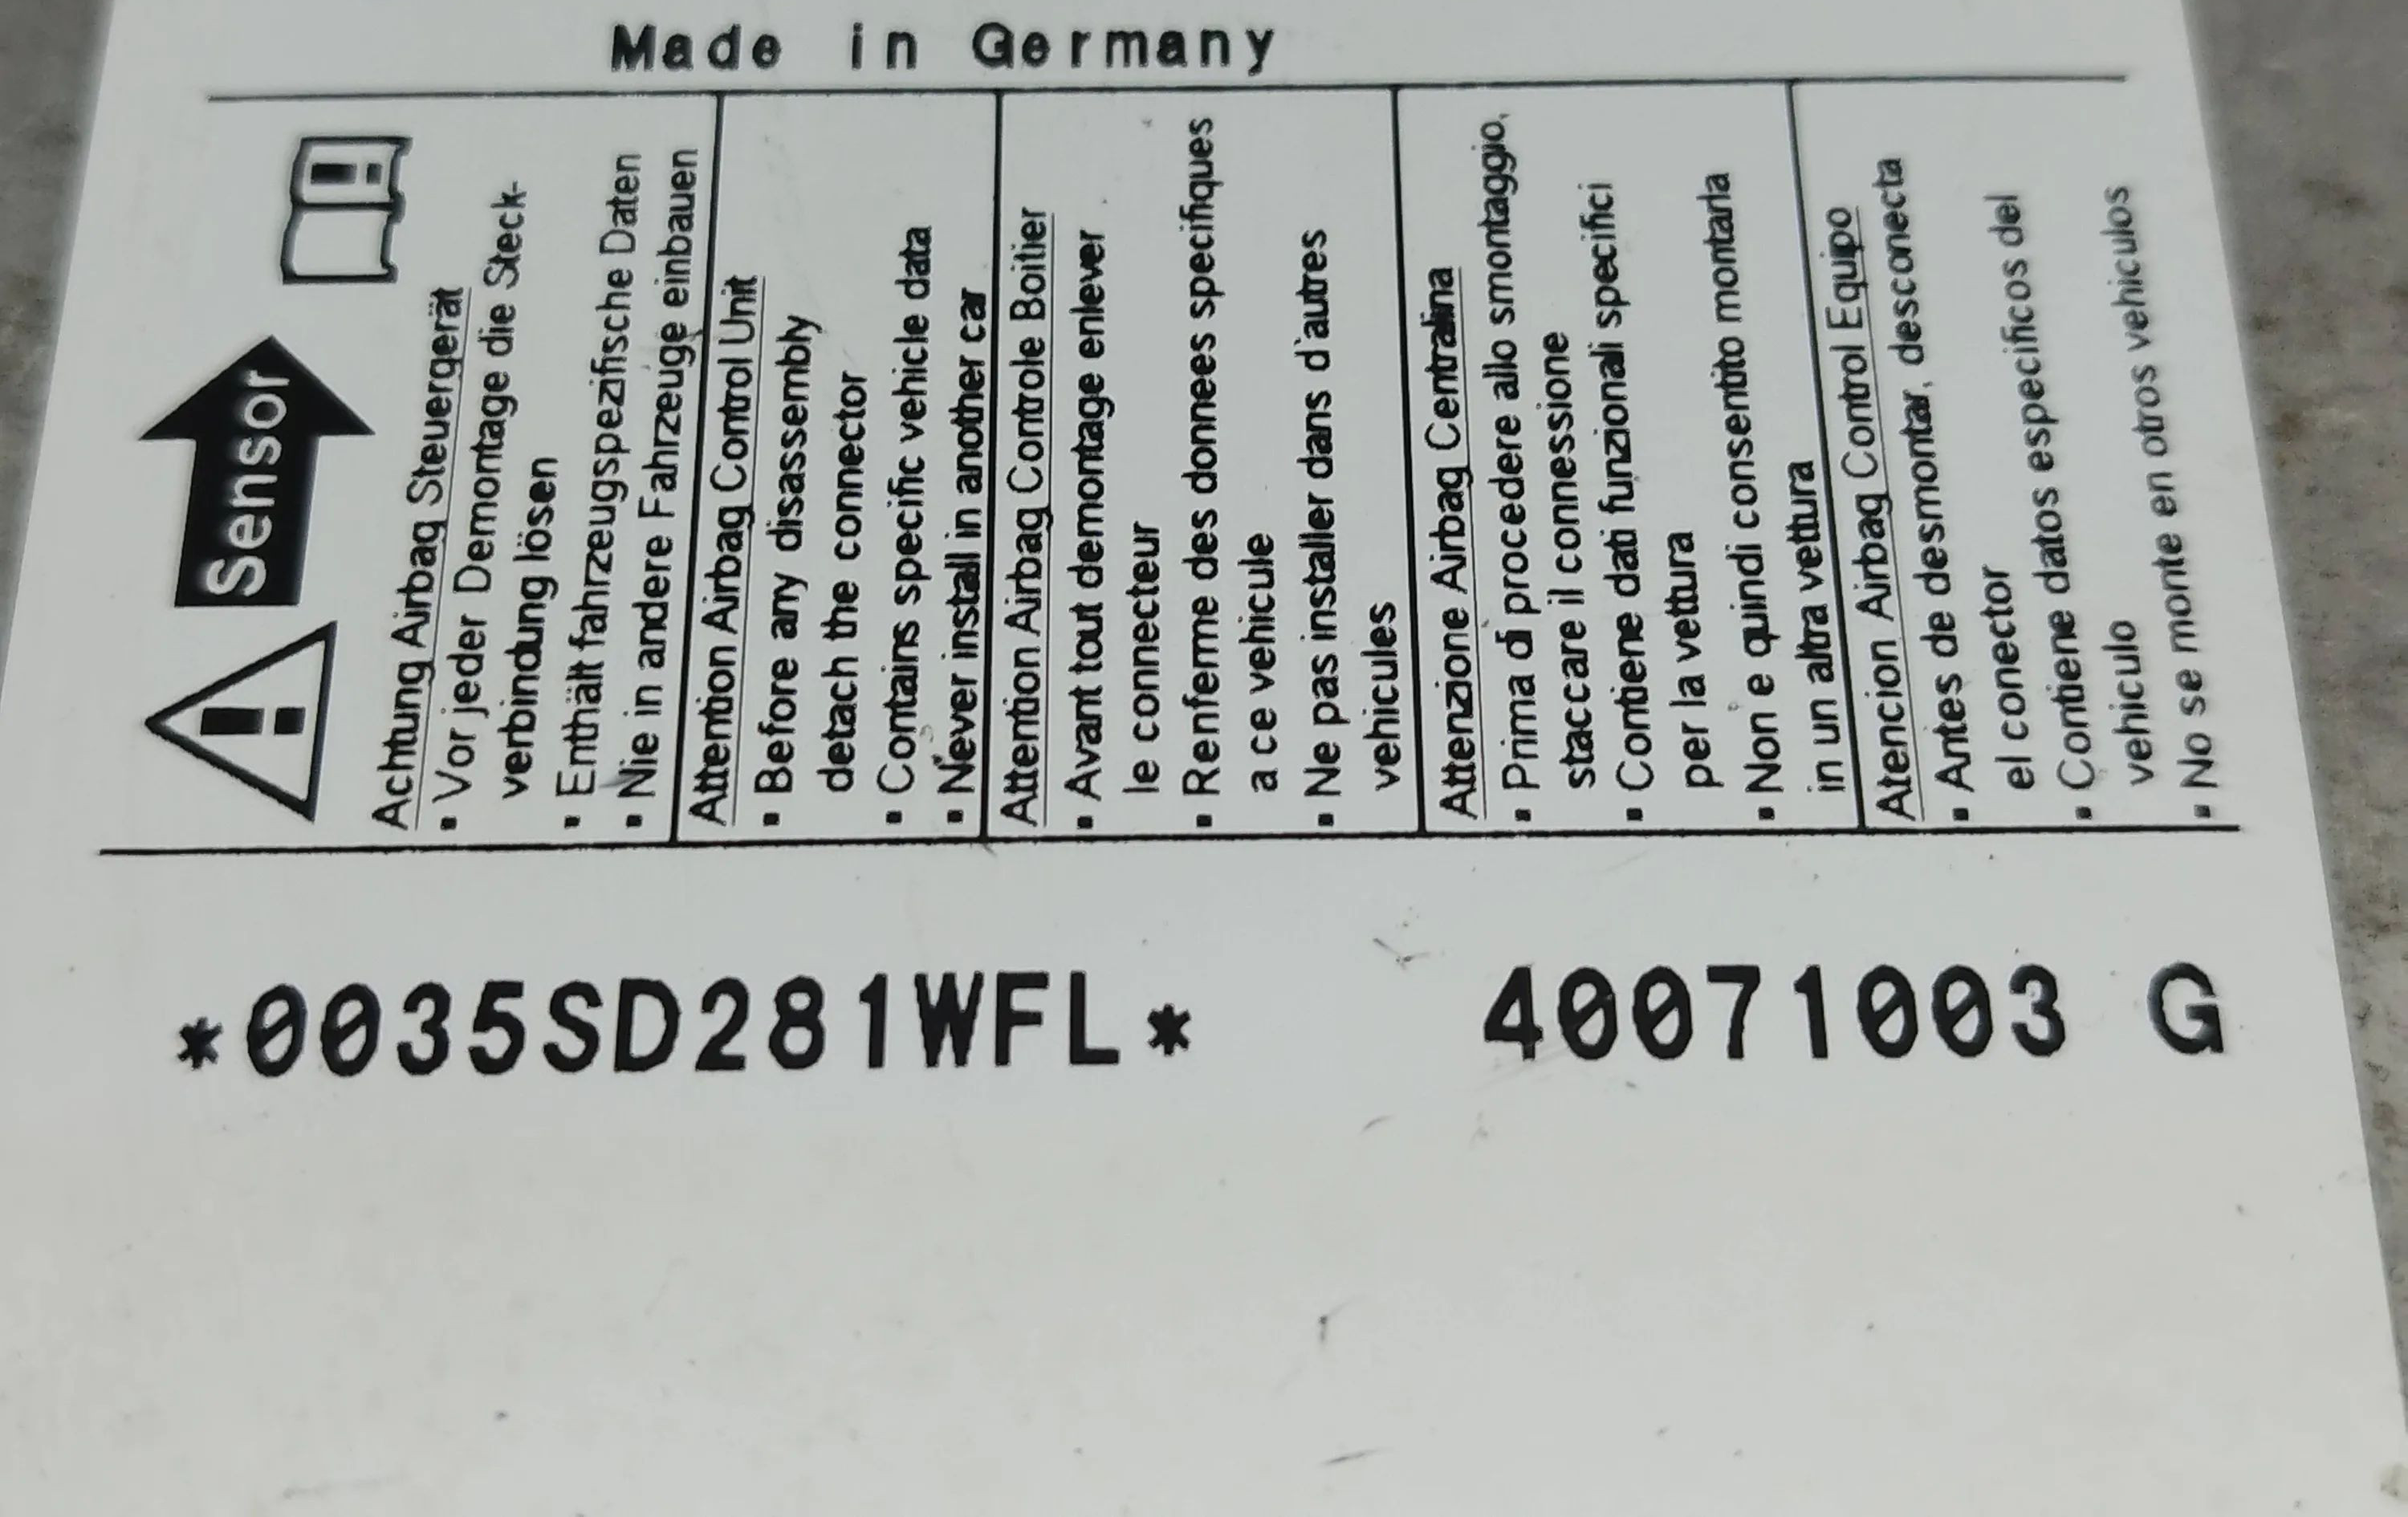 Made in Germany
Sensor
Achtung Airbag Steuergerät
▪ Vor jeder Demontage die Steck-
verbindung lösen
▪ Enthält fahrzeugspezifische Daten
▪ Nie in andere Fahrzeuge einbauen
Attention Airbag Control Unit
▪ Before any disassembly
detach the connector
▪ Contains specific vehicle data
▪ Never install in another car
Attention Airbag Controle Boitier
▪ Avant tout demontage enlever
le connecteur
▪ Renferme des donnees specifiques
a ce vehicule
▪ Ne pas installer dans d'autres
vehicules
Attenzione Airbag Centralina
▪ Prima di procedere allo smontaggio,
staccare il connessione
▪ Contiene dati funzionali specifici
per la vettura
▪ Non e quindi consentito montarla
in un altra vettura
Atencion Airbag Control Equipo
▪ Antes de desmontar, desconecta
el conector
▪ Contiene datos especificos del
vehiculo
▪ No se monte en otros vehiculos
*0035SD281WFL* 40071003 G